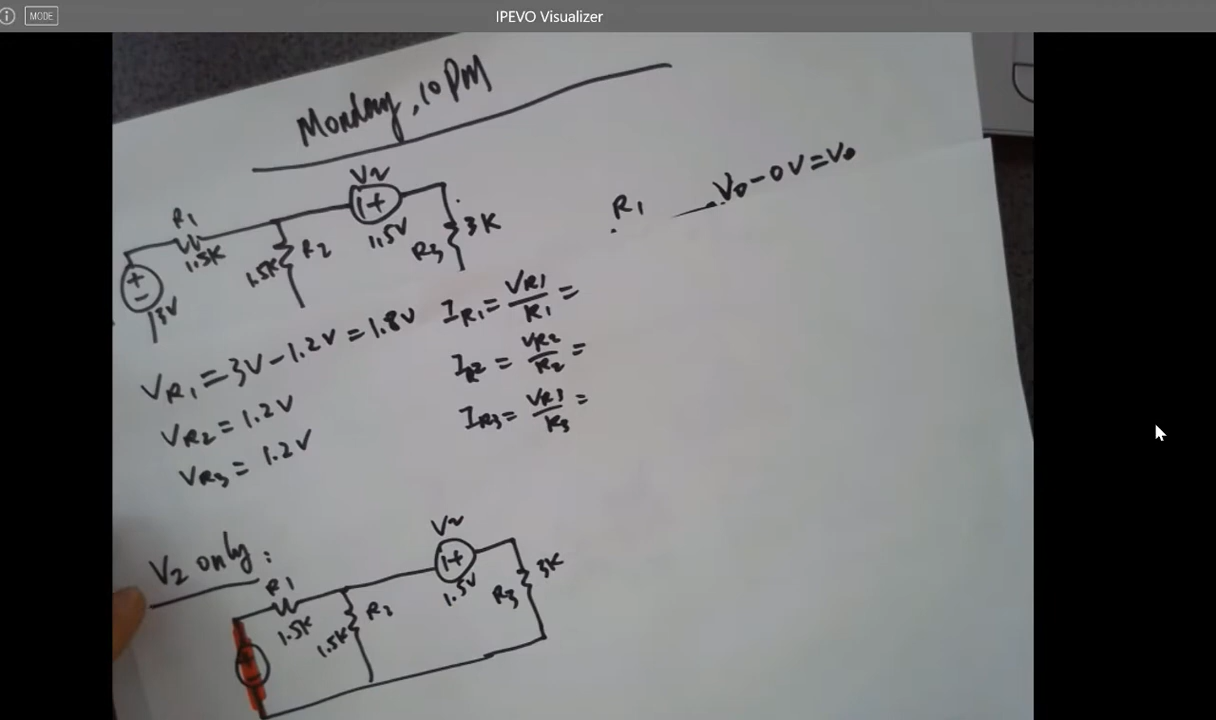 MODE
IPEVO Visualizer
Monday, 10 PM
R1
1.5K
3V
R2
1.5K
V2
1.5V
R3
3K
R1
V0-0V=V0
VR1=3V-1.2V=1.8V
VR2=1.2V
VR3=1.2V
IR1=VR1/R1=
IR2=VR2/R2=
IR3=VR3/R3=
V2 only:
R1
1.5K
R2
1.5K
V2
1.5V
R3
3K